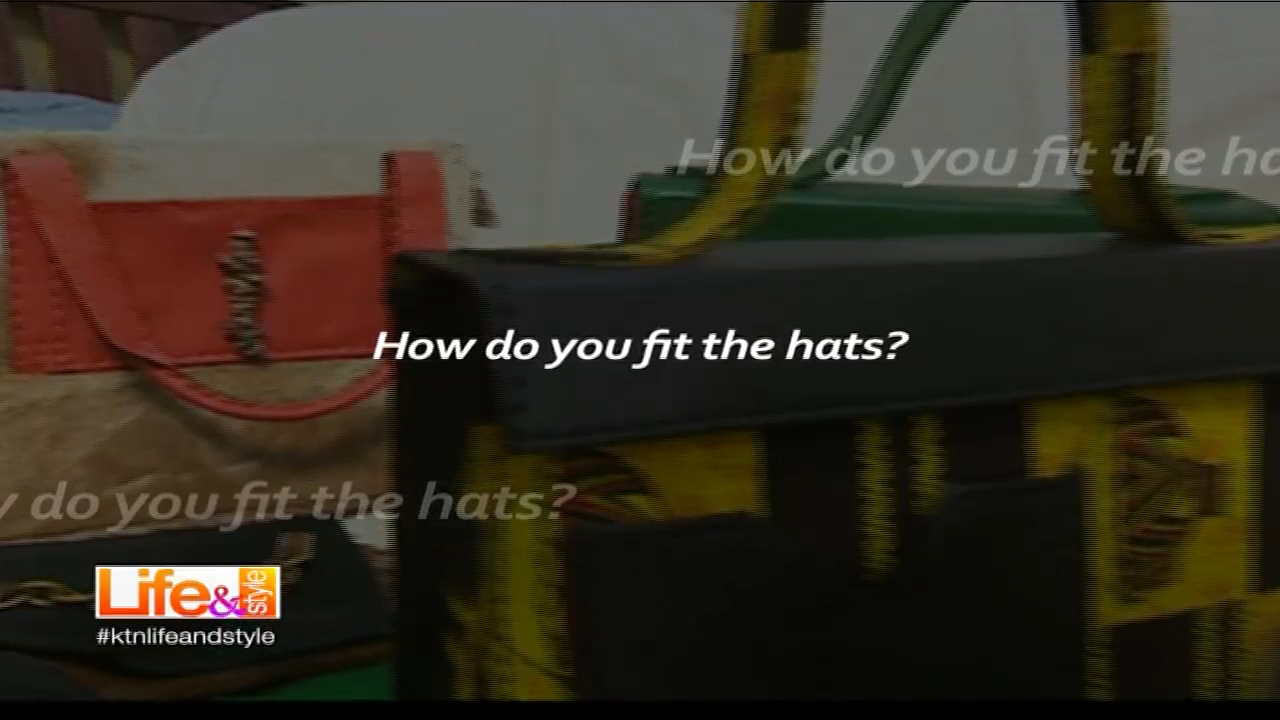 How do you fit the ha
How do you fit the hats?
do you fit the hats?
Life&style
#ktnlifeandstyle